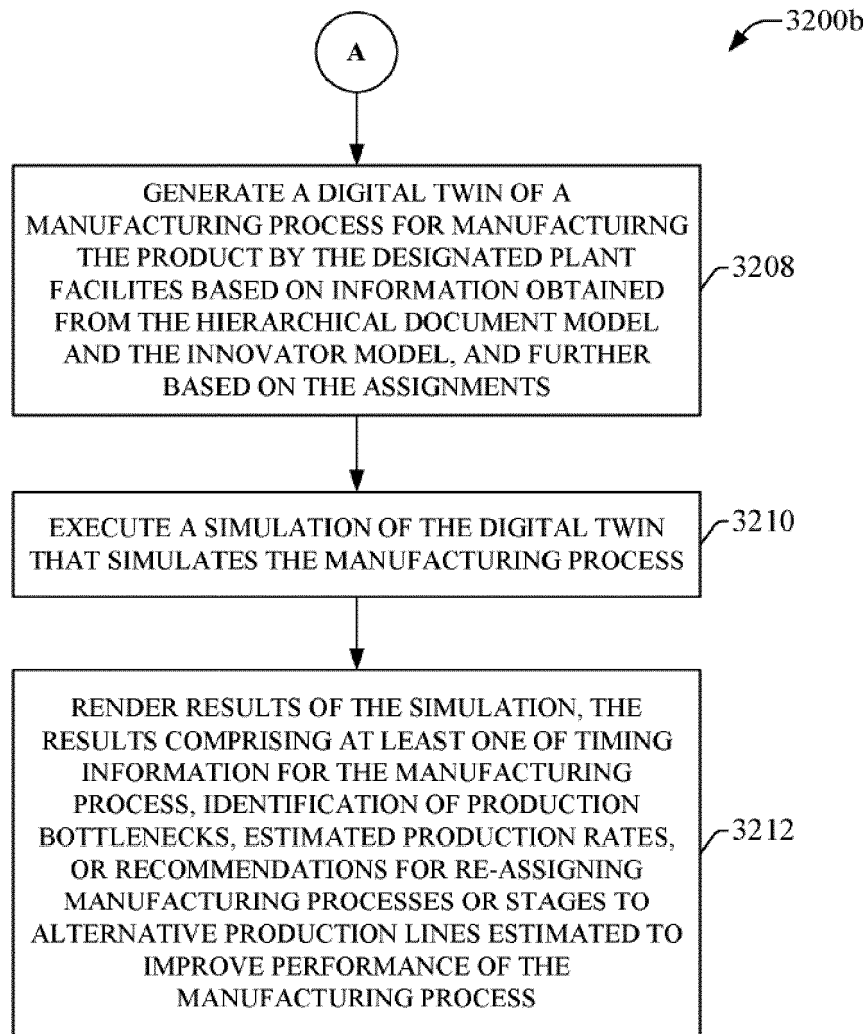 3200b
A
GENERATE A DIGITAL TWIN OF A
MANUFACTURING PROCESS FOR MANUFACTUIRNG
THE PRODUCT BY THE DESIGNATED PLANT
FACILITES BASED ON INFORMATION OBTAINED
FROM THE HIERARCHICAL DOCUMENT MODEL
AND THE INNOVATOR MODEL, AND FURTHER
BASED ON THE ASSIGNMENTS
3208
EXECUTE A SIMULATION OF THE DIGITAL TWIN
THAT SIMULATES THE MANUFACTURING PROCESS
3210
RENDER RESULTS OF THE SIMULATION, THE
RESULTS COMPRISING AT LEAST ONE OF TIMING
INFORMATION FOR THE MANUFACTURING
PROCESS, IDENTIFICATION OF PRODUCTION
BOTTLENECKS, ESTIMATED PRODUCTION RATES,
OR RECOMMENDATIONS FOR RE-ASSIGNING
MANUFACTURING PROCESSES OR STAGES TO
ALTERNATIVE PRODUCTION LINES ESTIMATED TO
IMPROVE PERFORMANCE OF THE
MANUFACTURING PROCESS
3212